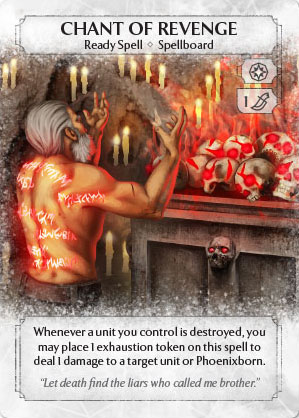 CHANT OF REVENGE
Ready Spell ◇ Spellboard
1
Whenever a unit you control is destroyed, you
may place 1 exhaustion token on this spell to
deal 1 damage to a target unit or Phoenixborn.
“Let death find the liars who called me brother.”